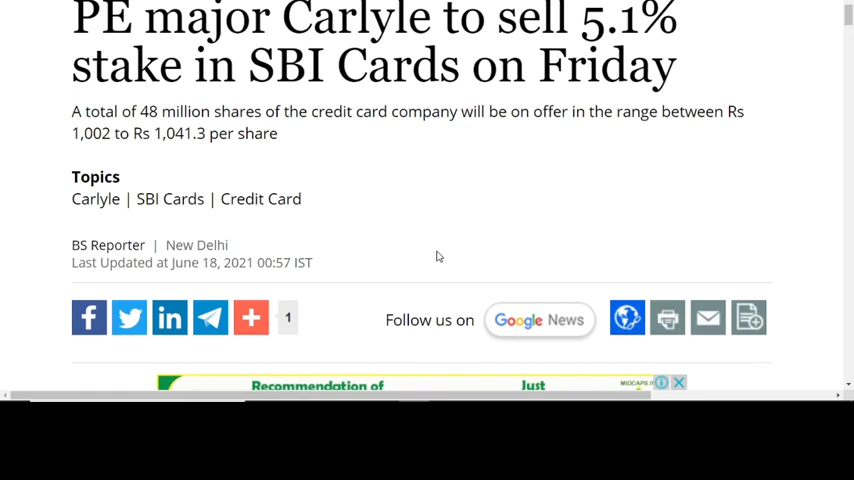 PE major Carlyle to sell 5.1%
stake in SBI Cards on Friday
A total of 48 million shares of the credit card company will be on offer in the range between Rs
1,002 to Rs 1,041.3 per share
Topics
Carlyle | SBI Cards | Credit Card
BS Reporter | New Delhi
Last Updated at June 18, 2021 00:57 IST
1
Follow us on Google News
Recommendation of Just